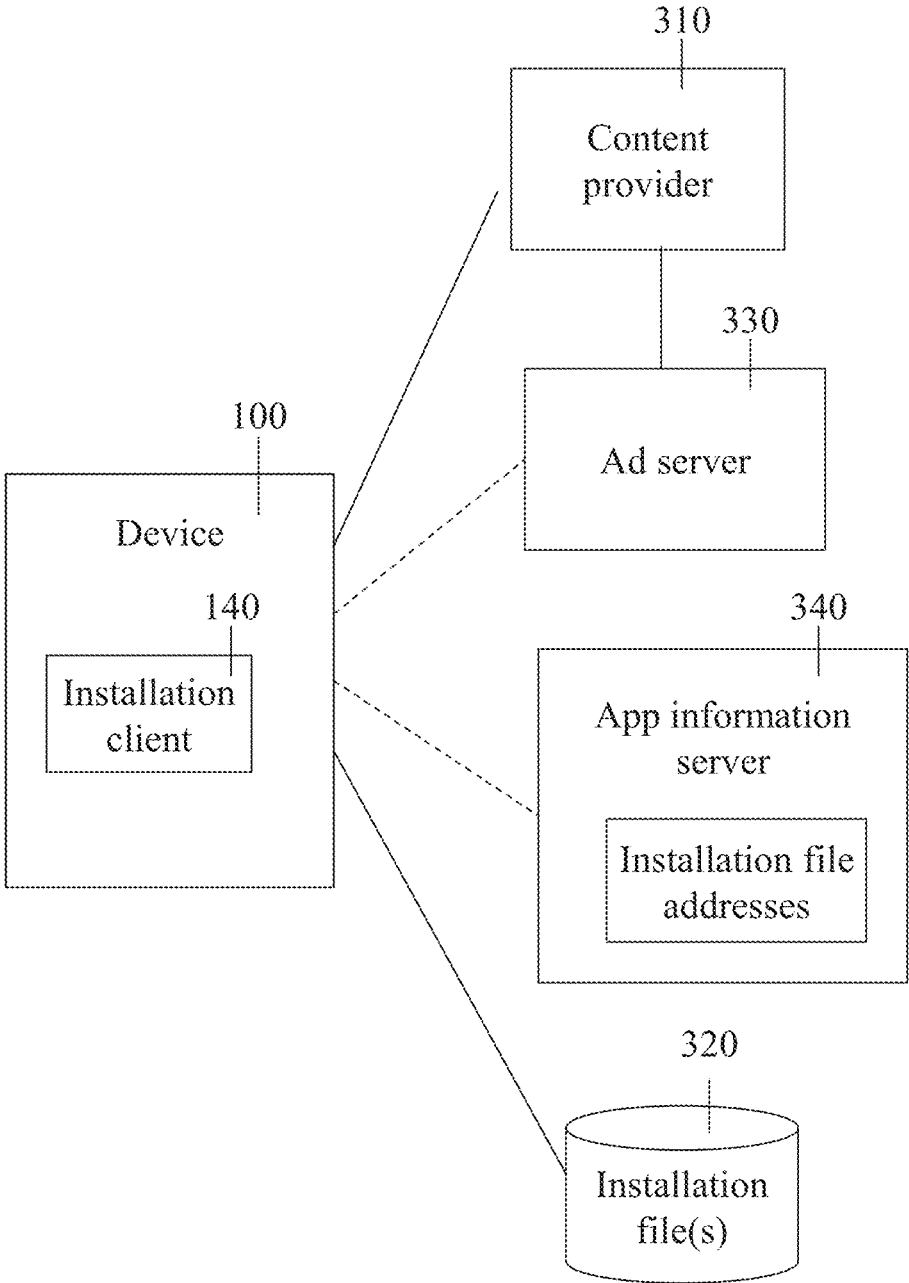 310
Content
provider
330
Ad server
100
Device
140
Installation
client
340
App information
server
Installation file
addresses
320
Installation
file(s)